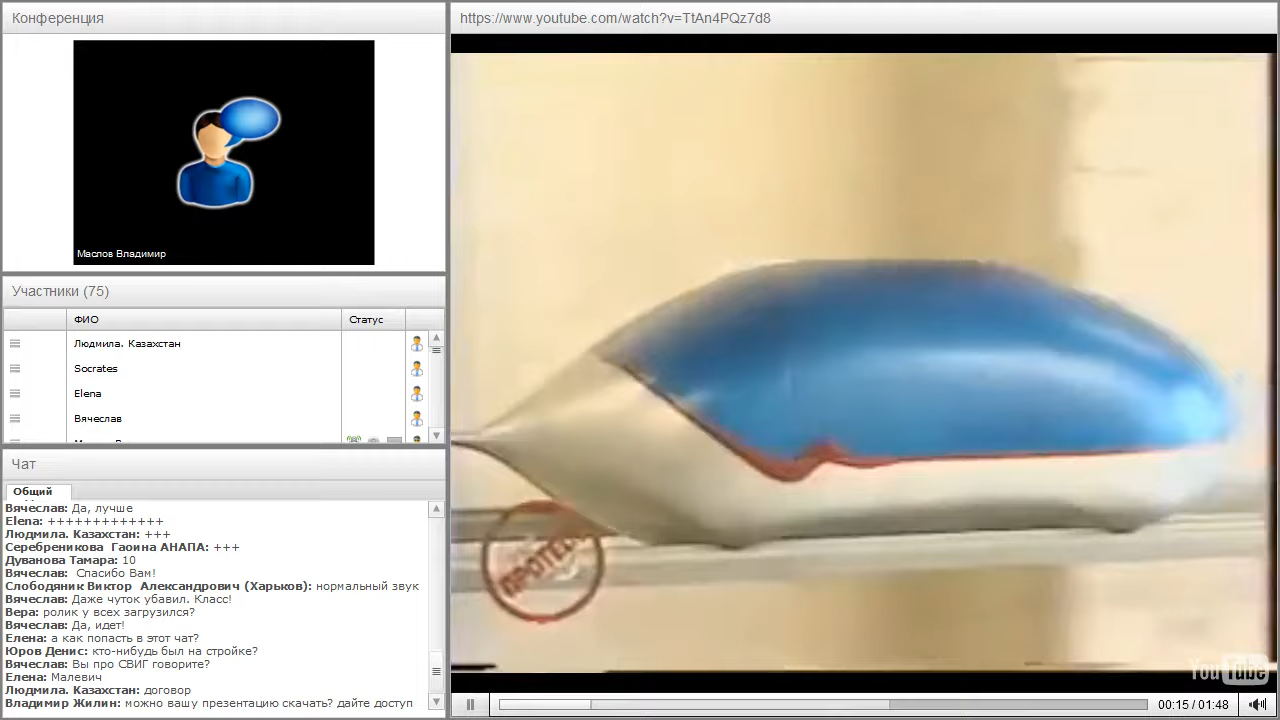 Конференция
Маслов Владимир
Участники (75)
ФИО
Статус
Людмила. Казахстан
Socrates
Elena
Вячеслав
Чат
Общий
Вячеслав: Да, лучше
Elena: +++++++++++++
Людмила. Казахстан: +++
Серебреникова Гаоина АНАПА: +++
Дуванова Тамара: 10
Вячеслав: Спасибо Вам!
Слободяник Виктор Александрович (Харьков): нормальный звук
Вячеслав: Даже чуток убавил. Класс!
Вера: ролик у всех загрузился?
Вячеслав: Да, идет!
Елена: а как попасть в этот чат?
Юров Денис: кто-нибудь был на стройке?
Вячеслав: Вы про СВИГ говорите?
Елена: Малевич
Людмила. Казахстан: договор
Владимир Жилин: можно вашу презентацию скачать? дайте доступ
https://www.youtube.com/watch?v=TtAn4PQz7d8
YouTube
00:15 / 01:48